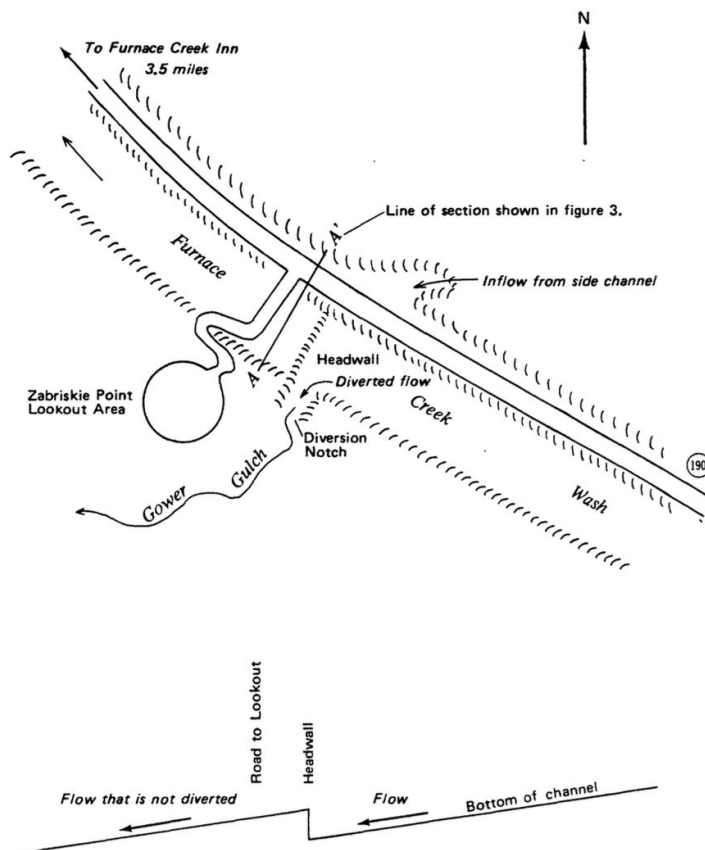 N
To Furnace Creek Inn
3.5 miles
Line of section shown in figure 3.
A'
Furnace
Inflow from side channel
Headwall
A
Diverted flow
Zabriskie Point
Lookout Area
Creek
Diversion
Notch
190
Gower Gulch
Wash
Road to Lookout
Headwall
Flow that is not diverted
Flow
Bottom of channel